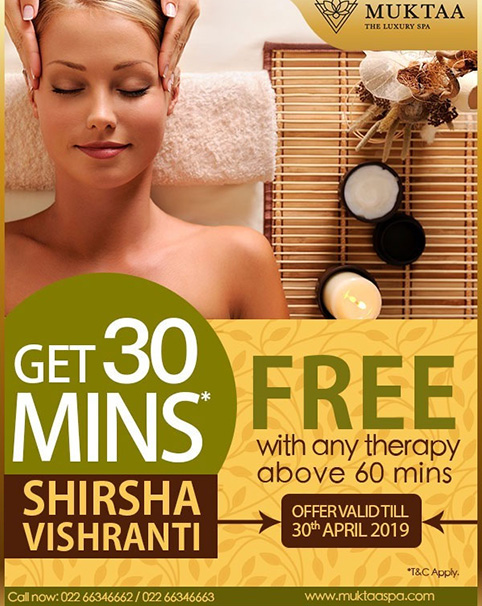 MUKTAA
THE LUXURY SPA
GET 30
MINS*
SHIRSHA
VISHRANTI
FREE
with any therapy
above 60 mins
OFFER VALID TILL
30th APRIL 2019
*T&C Apply.
Call now: 022 66346662 / 022 66346663
www.muktaaspa.com